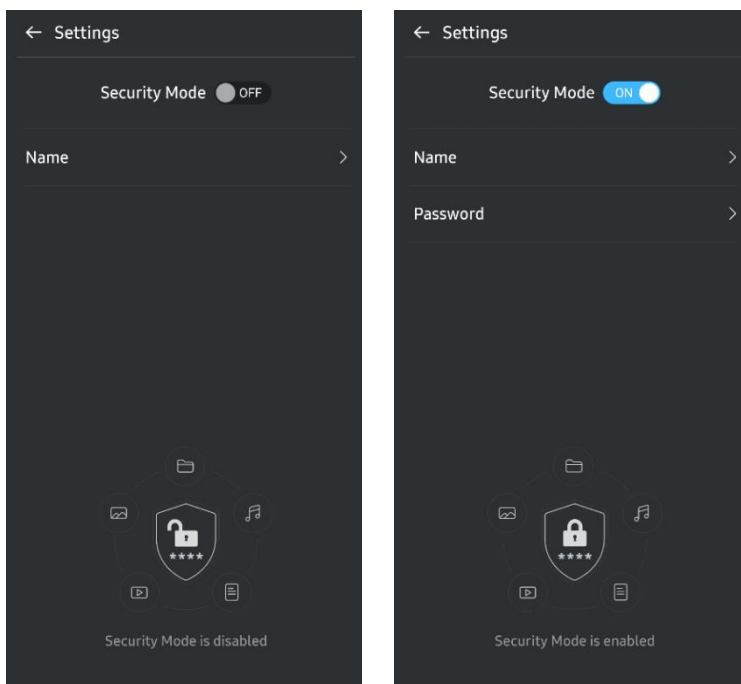 Settings
Security Mode OFF
Name
****
Security Mode is disabled
Settings
Security Mode ON
Name
Password
****
Security Mode is enabled